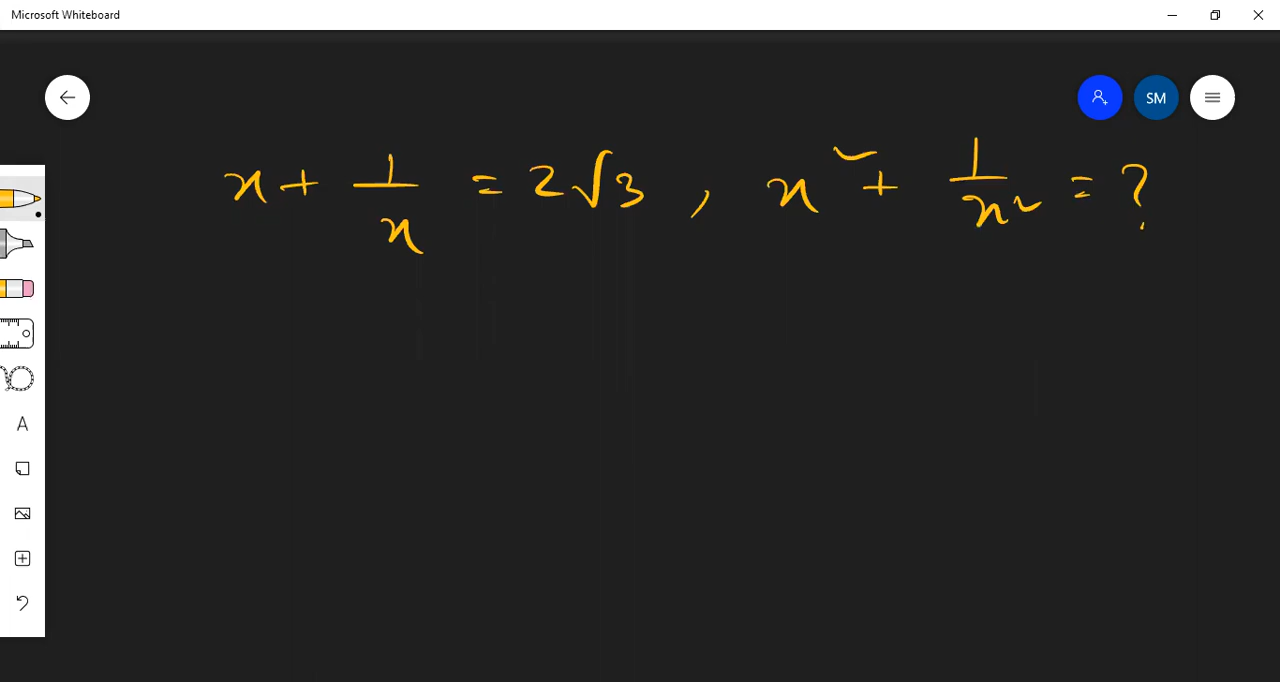 Microsoft Whiteboard
SM
x + 1/x = 2√3 , x² + 1/x² = ?
A